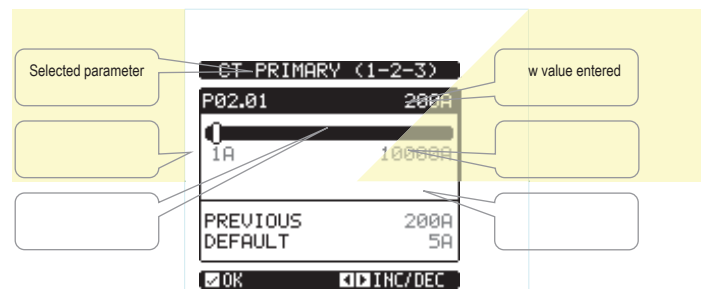 CT PRIMARY (1-2-3)
Selected parameter
w value entered
P02.01 200A
1A 10000A
PREVIOUS 200A
DEFAULT 5A
OK INC/DEC